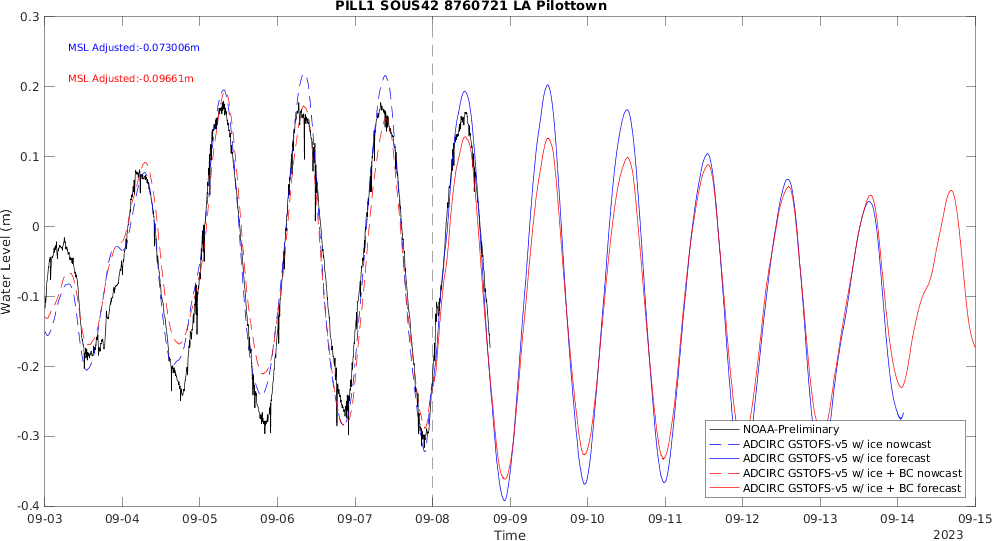 PILL1 SOUS42 8760721 LA Pilottown
MSL Adjusted:-0.073006m
MSL Adjusted:-0.09661m
0.3
0.2
0.1
0
-0.1
-0.2
-0.3
-0.4
Water Level (m)
NOAA-Preliminary
ADCIRC GSTOFS-v5 w/ ice nowcast
ADCIRC GSTOFS-v5 w/ ice forecast
ADCIRC GSTOFS-v5 w/ ice + BC nowcast
ADCIRC GSTOFS-v5 w/ ice + BC forecast
09-03 09-04 09-05 09-06 09-07 09-08 09-09 09-10 09-11 09-12 09-13 09-14 09-15
Time
2023